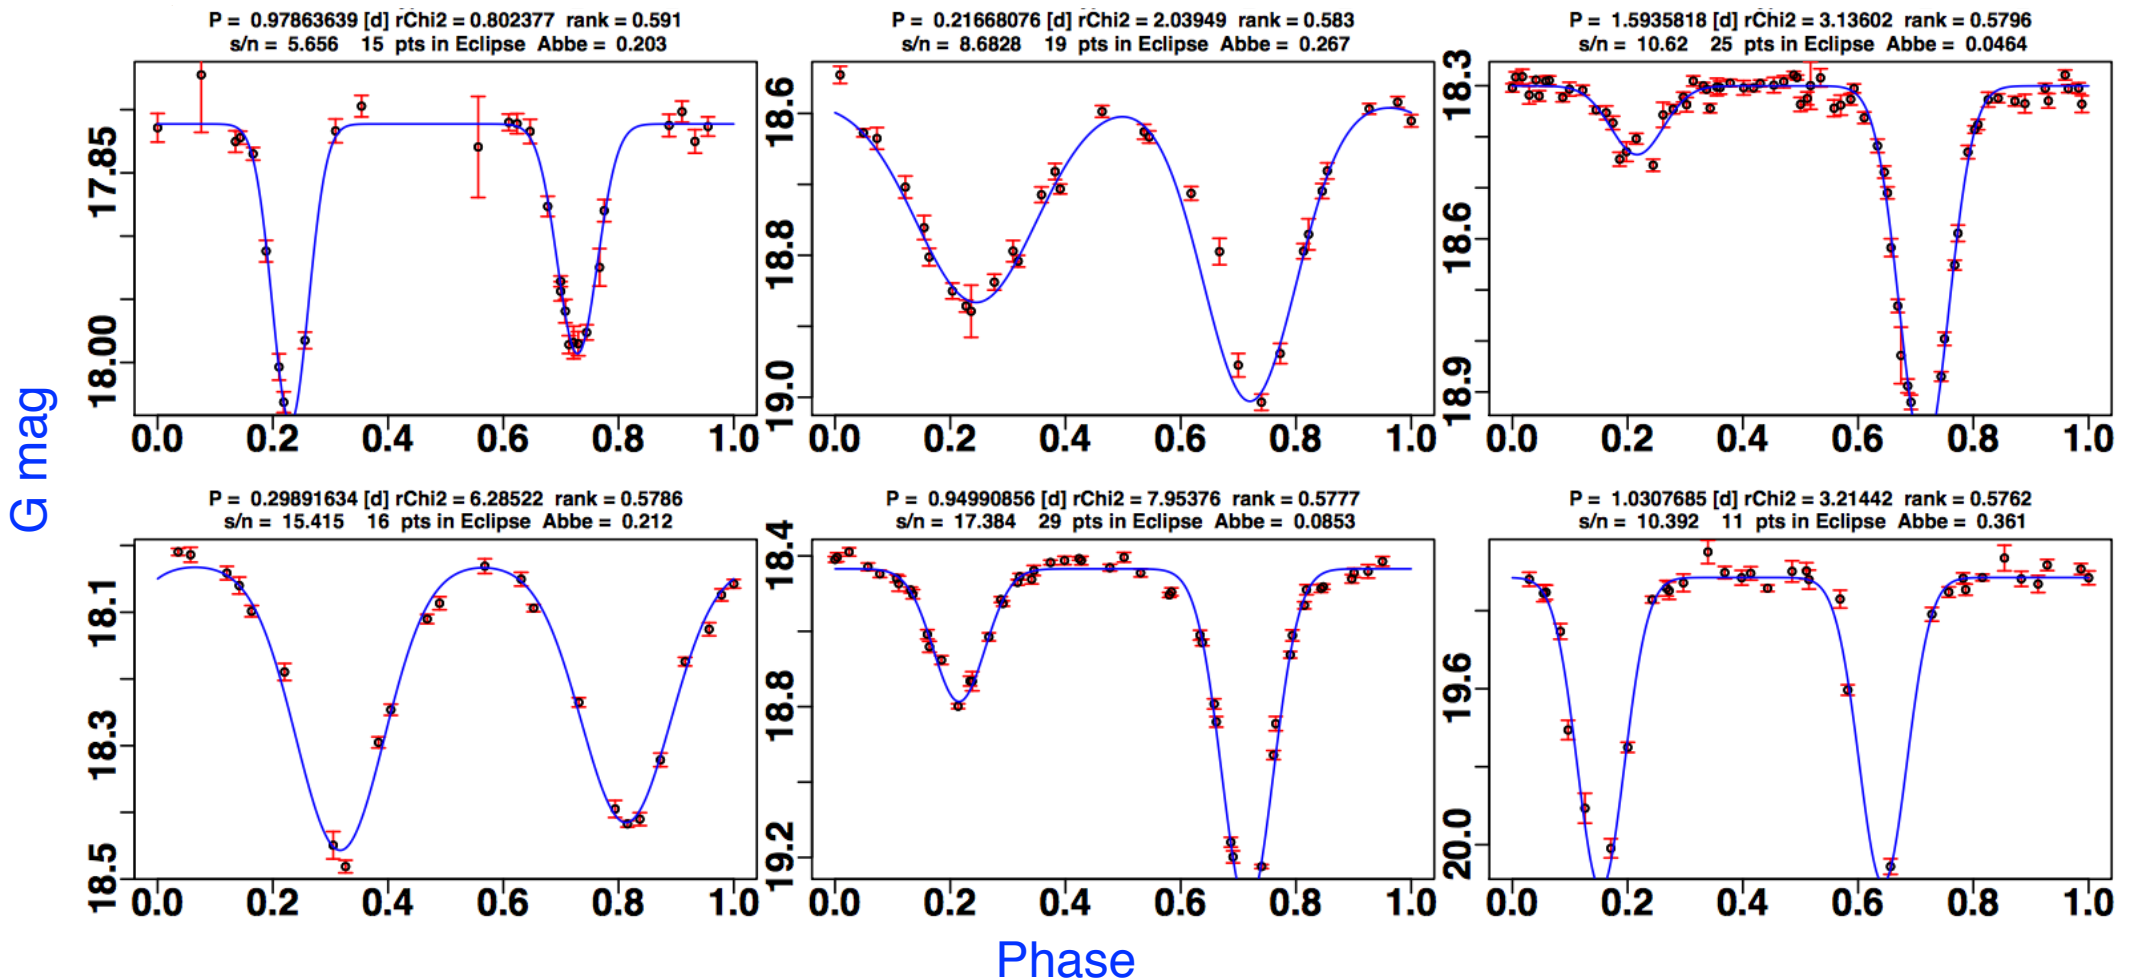 P = 0.97863639 [d] rChi2 = 0.802377 rank = 0.591
s/n = 5.656 15 pts in Eclipse Abbe = 0.203
17.85
18.00
0.0 0.2 0.4 0.6 0.8 1.0
P = 0.21668076 [d] rChi2 = 2.03949 rank = 0.583
s/n = 8.6828 19 pts in Eclipse Abbe = 0.267
18.6
18.8
19.0
0.0 0.2 0.4 0.6 0.8 1.0
P = 1.5935818 [d] rChi2 = 3.13602 rank = 0.5796
s/n = 10.62 25 pts in Eclipse Abbe = 0.0464
18.3
18.6
18.9
0.0 0.2 0.4 0.6 0.8 1.0
G mag
P = 0.29891634 [d] rChi2 = 6.28522 rank = 0.5786
s/n = 15.415 16 pts in Eclipse Abbe = 0.212
18.1
18.3
18.5
0.0 0.2 0.4 0.6 0.8 1.0
P = 0.94990856 [d] rChi2 = 7.95376 rank = 0.5777
s/n = 17.384 29 pts in Eclipse Abbe = 0.0853
18.4
18.8
19.2
0.0 0.2 0.4 0.6 0.8 1.0
P = 1.0307685 [d] rChi2 = 3.21442 rank = 0.5762
s/n = 10.392 11 pts in Eclipse Abbe = 0.361
19.6
20.0
0.0 0.2 0.4 0.6 0.8 1.0
Phase